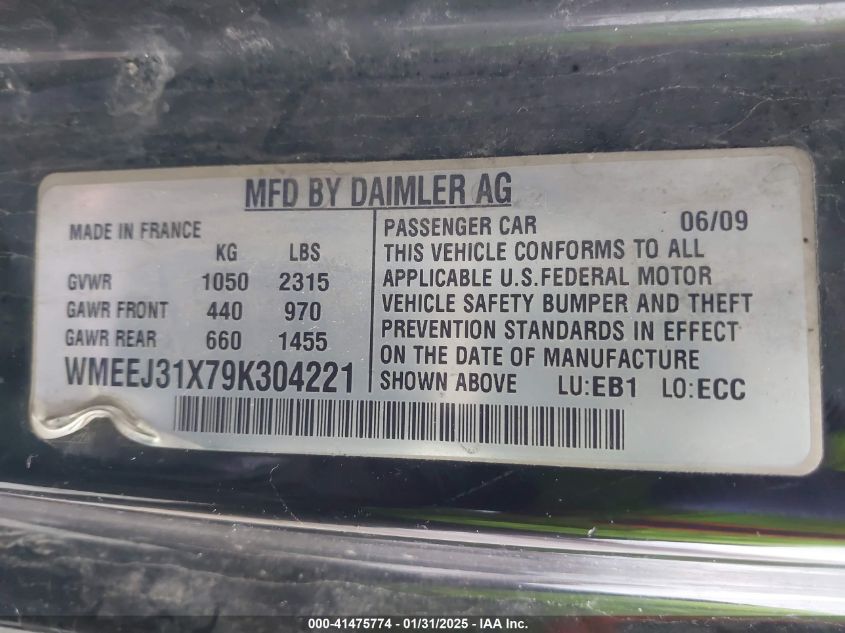 MFD BY DAIMLER AG
MADE IN FRANCE
KG LBS
GVWR 1050 2315
GAWR FRONT 440 970
GAWR REAR 660 1455
WMEEJ31X79K304221
PASSENGER CAR 06/09
THIS VEHICLE CONFORMS TO ALL
APPLICABLE U.S.FEDERAL MOTOR
VEHICLE SAFETY BUMPER AND THEFT
PREVENTION STANDARDS IN EFFECT
ON THE DATE OF MANUFACTURE
SHOWN ABOVE LU:EB1 LO:ECC
000-41475774 - 01/31/2025 - IAA, Inc.